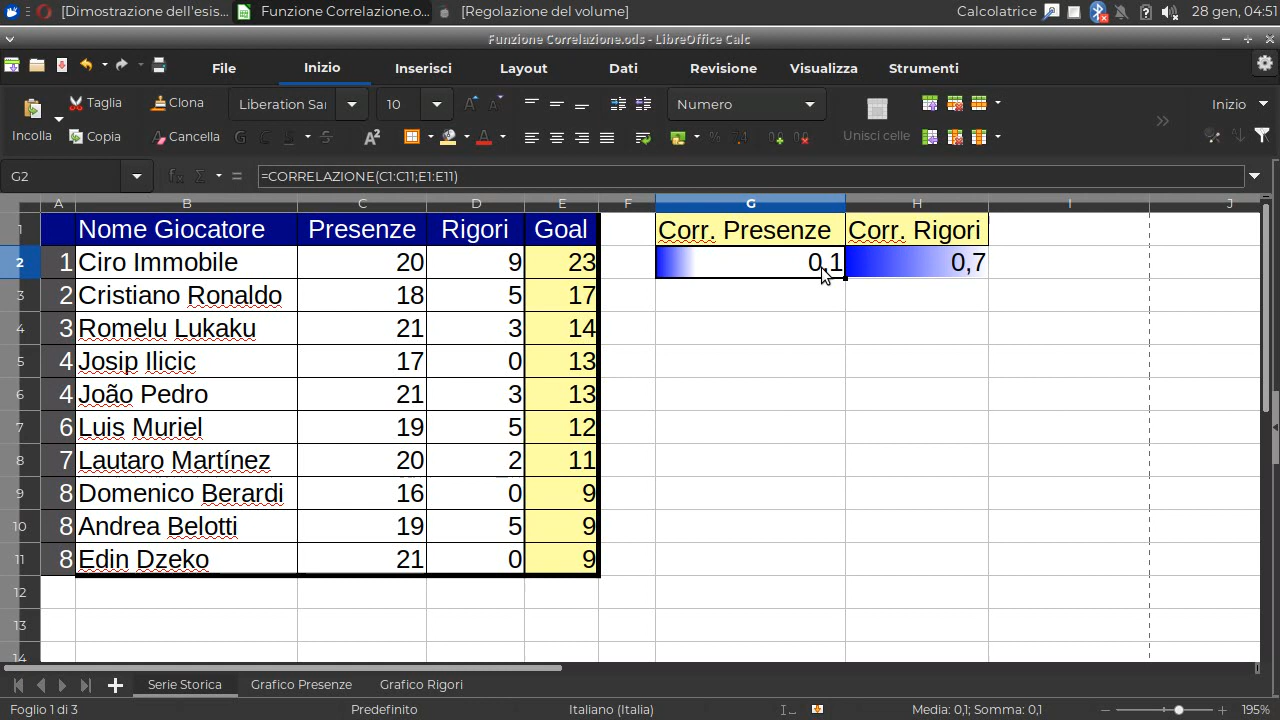 [Dimostrazione dell'esis... Funzione Correlazione.o... [Regolazione del volume] Calcolatrice 28 gen, 04:51
Funzione Correlazione.ods - LibreOffice Calc
File Inizio Inserisci Layout Dati Revisione Visualizza Strumenti
Incolla Taglia Clona Liberation Sar 10 Numero Unisci celle Inizio
Copia Cancella
G2 =CORRELAZIONE(C1:C11;E1:E11)
A B C D E F G H I J
1 Nome Giocatore Presenze Rigori Goal Corr. Presenze Corr. Rigori
2 1 Ciro Immobile 20 9 23 0,1 0,7
3 2 Cristiano Ronaldo 18 5 17
4 3 Romelu Lukaku 21 3 14
5 4 Josip Ilicic 17 0 13
6 4 João Pedro 21 3 13
7 6 Luis Muriel 19 5 12
8 7 Lautaro Martínez 20 2 11
9 8 Domenico Berardi 16 0 9
10 8 Andrea Belotti 19 5 9
11 8 Edin Dzeko 21 0 9
12
13
14
Serie Storica Grafico Presenze Grafico Rigori
Foglio 1 di 3 Predefinito Italiano (Italia) Media: 0,1; Somma: 0,1 195%